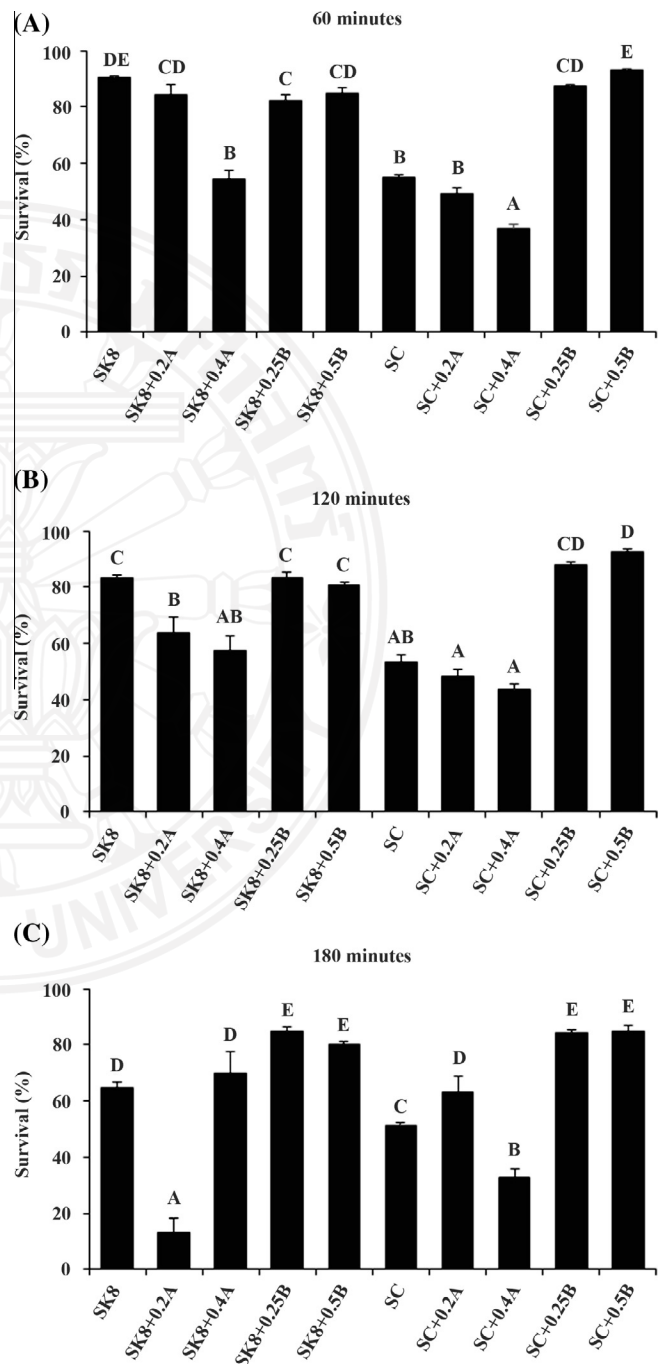 (A)
60 minutes
Survival (%)
100
80
60
40
20
0
DE
CD
B
C
CD
B
B
A
CD
E
SK8
SK8+0.2A
SK8+0.4A
SK8+0.25B
SK8+0.5B
SC
SC+0.2A
SC+0.4A
SC+0.25B
SC+0.5B
(B)
120 minutes
Survival (%)
100
80
60
40
20
0
C
B
AB
C
C
AB
A
A
CD
D
SK8
SK8+0.2A
SK8+0.4A
SK8+0.25B
SK8+0.5B
SC
SC+0.2A
SC+0.4A
SC+0.25B
SC+0.5B
UNIVERSI
(C)
180 minutes
Survival (%)
100
80
60
40
20
0
D
A
D
E
E
C
D
B
E
E
SK8
SK8+0.2A
SK8+0.4A
SK8+0.25B
SK8+0.5B
SC
SC+0.2A
SC+0.4A
SC+0.25B
SC+0.5B